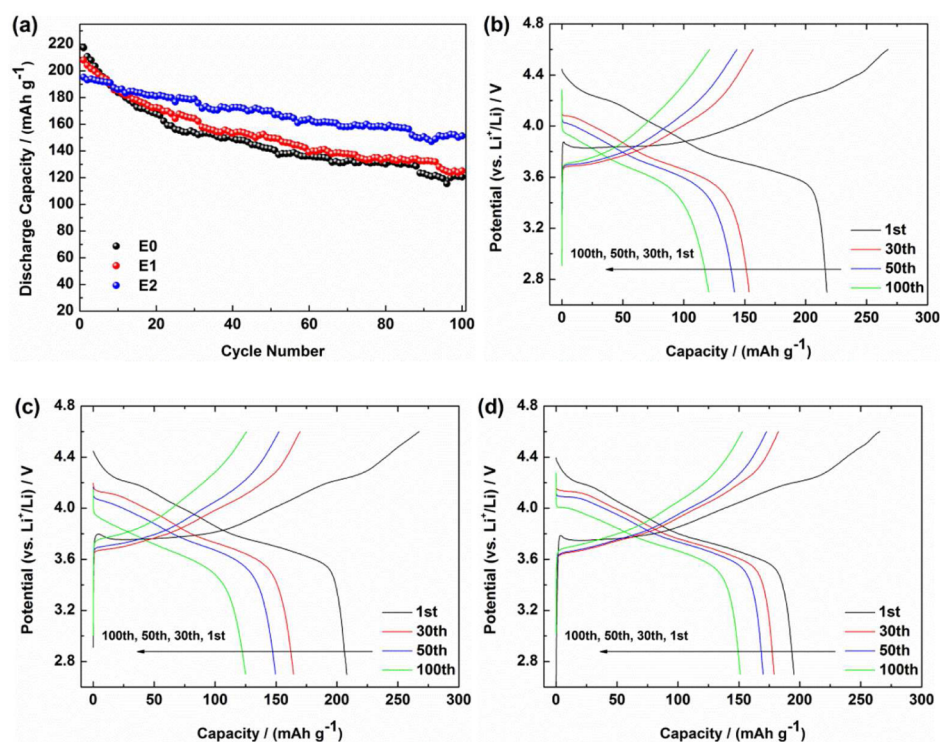 (a)
220
200
180
160
140
120
100
80
60
40
20
0
20
40
60
80
100
Discharge Capacity / (mAh g⁻¹)
Cycle Number
E0
E1
E2
(b)
4.8
4.4
4.0
3.6
3.2
2.8
0
50
100
150
200
250
300
Potential (vs. Li⁺/Li) / V
Capacity / (mAh g⁻¹)
1st
30th
50th
100th
100th, 50th, 30th, 1st
(c)
4.8
4.4
4.0
3.6
3.2
2.8
0
50
100
150
200
250
300
Potential (vs. Li⁺/Li) / V
Capacity / (mAh g⁻¹)
1st
30th
50th
100th
100th, 50th, 30th, 1st
(d)
4.8
4.4
4.0
3.6
3.2
2.8
0
50
100
150
200
250
300
Potential (vs. Li⁺/Li) / V
Capacity / (mAh g⁻¹)
1st
30th
50th
100th
100th, 50th, 30th, 1st